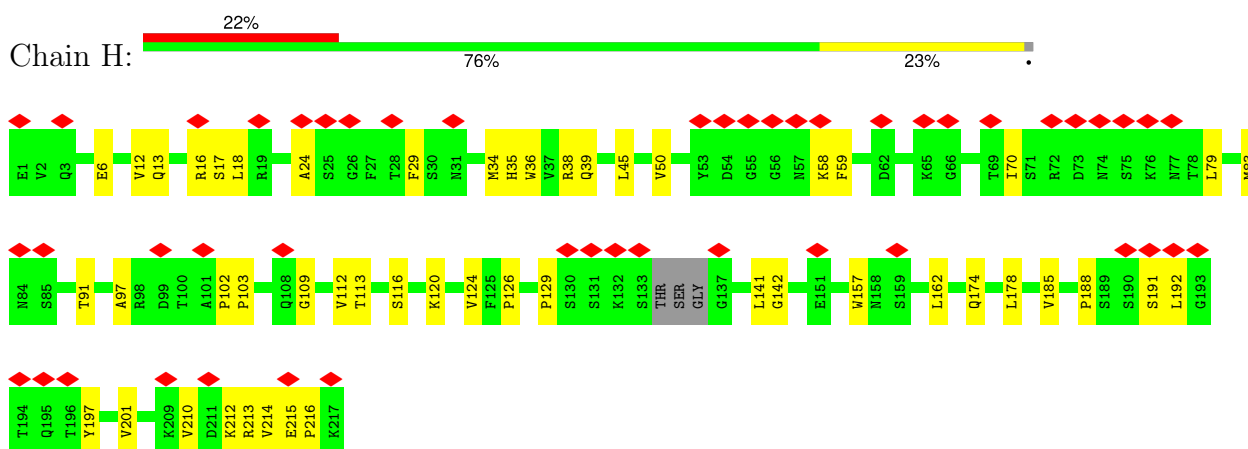 22%
Chain H:
76% 23% •
E1 V2 Q3 E6 V12 Q13 R16 S17 L18 R19 A24 S25 G26 F27 T28 F29 S30 N31 M34 H35 W36 V37 R38 Q39 L45 V50 Y53 D54 G55 G56 N57 K58 F59 D62 K65 G66 T69 I70 S71 R72 D73 N74 S75 K76 N77 T78 L79
N84 S85 T91 A97 R98 D99 T100 A101 P102 P103 Q108 G109 V112 T113 S116 K120 V124 F125 P126 P129 S130 S131 K132 S133 THR SER GLY G137 L141 G142 E151 W157 N158 S159 L162 Q174 L178 V185 P188 S189 S190 S191 L192 G193
T194 Q195 T196 Y197 V201 K209 V210 D211 K212 R213 V214 E215 P216 K217